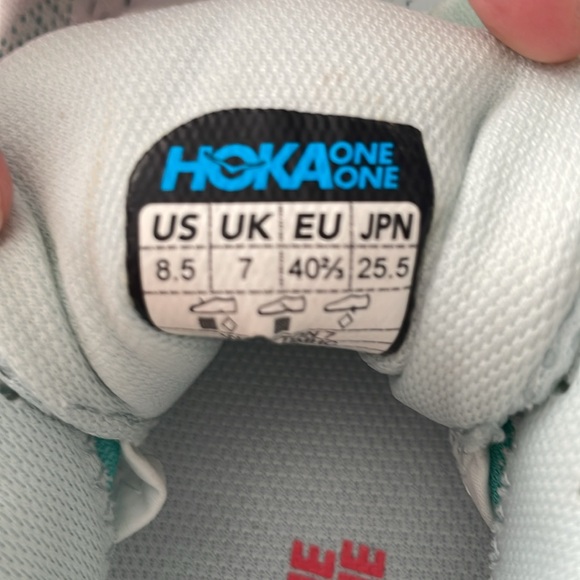 HOKA ONE ONE
US UK EU JPN
8.5 7 40⅔ 25.5